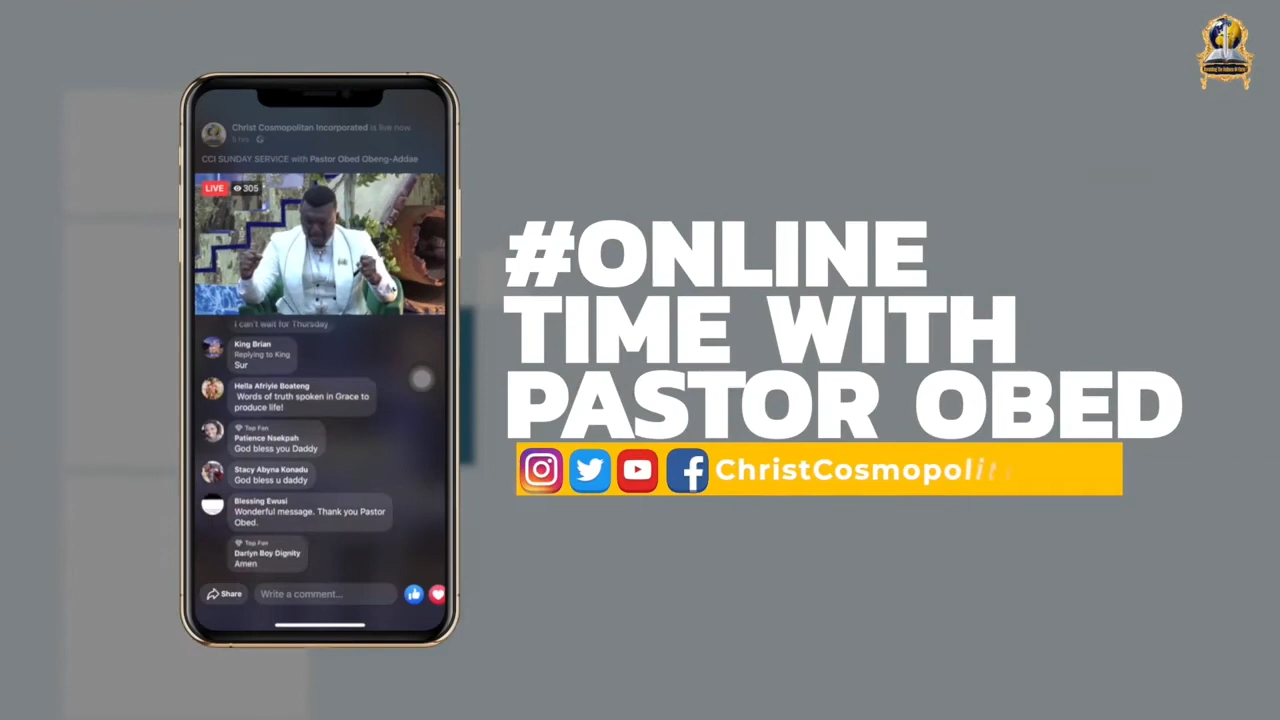 Christ Cosmopolitan Incorporated is live now.
5 hrs
CCI SUNDAY SERVICE with Pastor Obed Obeng-Addae
LIVE 305
I can't wait for Thursday
King Brian
Replying to King
Sur
Hella Afriyie Boateng
Words of truth spoken in Grace to
produce life!
Top Fan
Patience Nsekpah
God bless you Daddy
Stacy Abyna Konadu
God bless u daddy
Blessing Ewusi
Wonderful message. Thank you Pastor
Obed.
Top Fan
Darlyn Boy Dignity
Amen
Share Write a comment...
#ONLINE
TIME WITH
PASTOR OBED
ChristCosmopolit